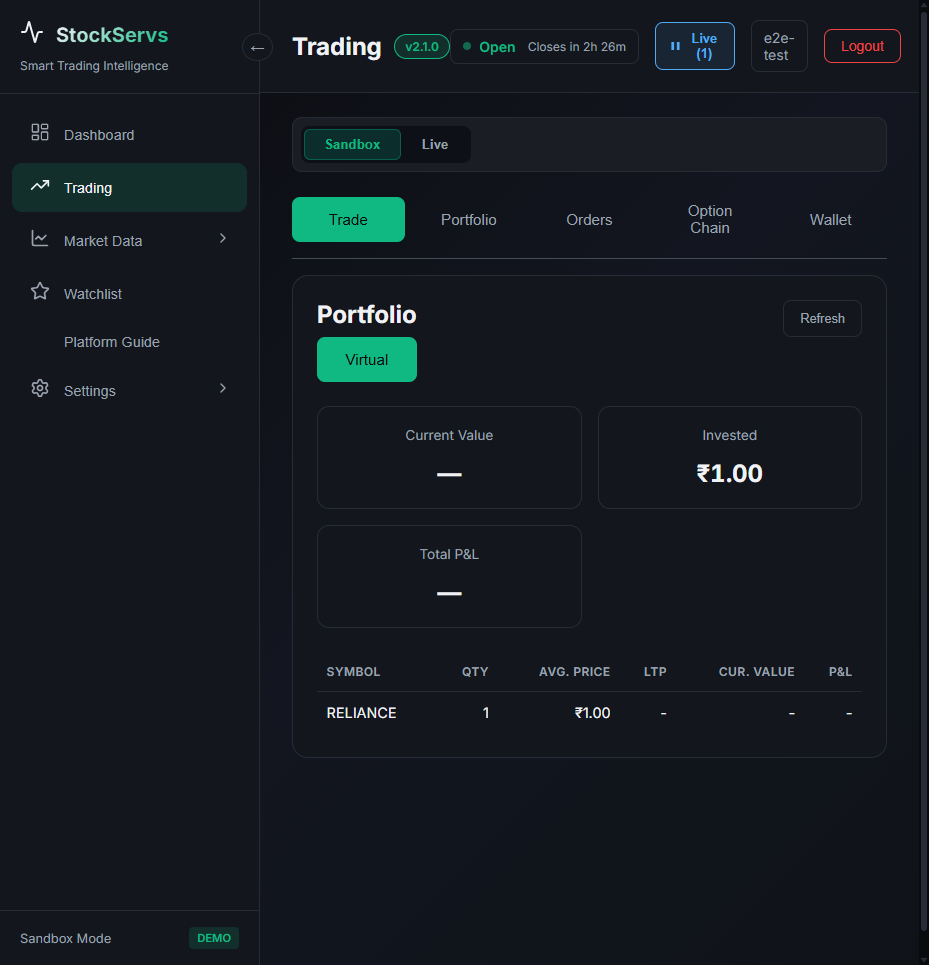 StockServs
Smart Trading Intelligence
←
Dashboard
Trading
Market Data
Watchlist
Platform Guide
Settings
Sandbox Mode
DEMO
Trading
v2.1.0
Open
Closes in 2h 26m
Live
(1)
e2e-
test
Logout
Sandbox
Live
Trade
Portfolio
Orders
Option
Chain
Wallet
Portfolio
Refresh
Virtual
Current Value
—
Invested
₹1.00
Total P&L
—
SYMBOL QTY AVG. PRICE LTP CUR. VALUE P&L
RELIANCE 1 ₹1.00 - - -